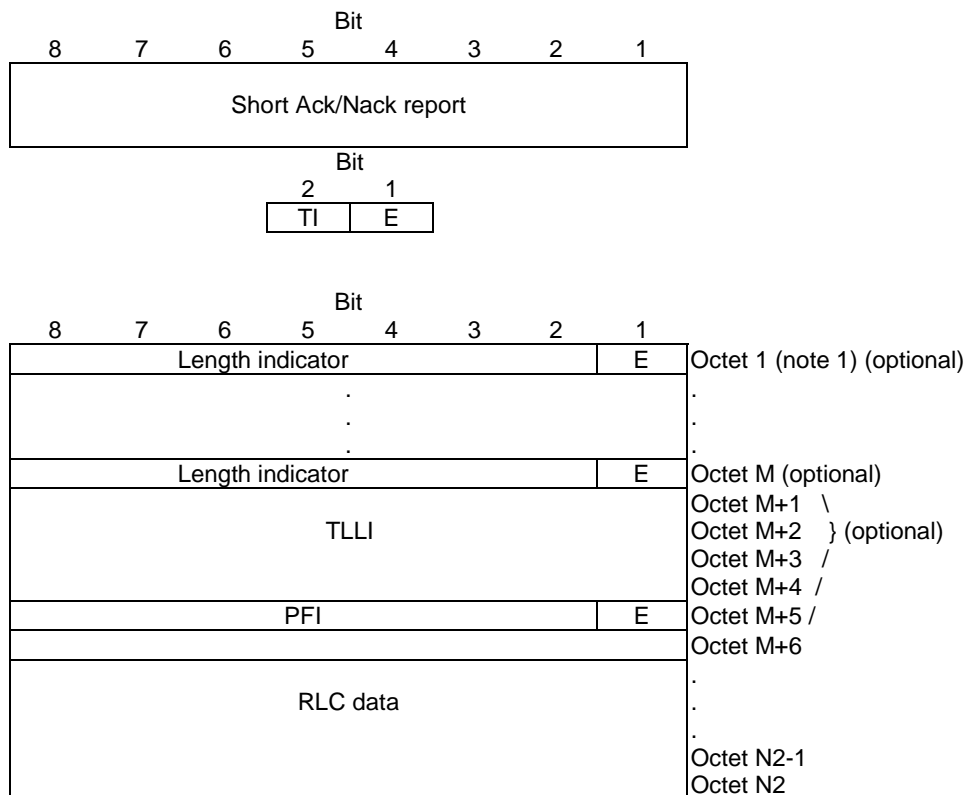 Bit
8 7 6 5 4 3 2 1
Short Ack/Nack report
Bit
2 1
TI E
Bit
8 7 6 5 4 3 2 1
Length indicator E Octet 1 (note 1) (optional)
. .
. .
. .
Length indicator E Octet M (optional)
Octet M+1 \
TLLI Octet M+2 } (optional)
Octet M+3 /
Octet M+4 /
PFI E Octet M+5 /
Octet M+6
.
RLC data .
.
Octet N2-1
Octet N2